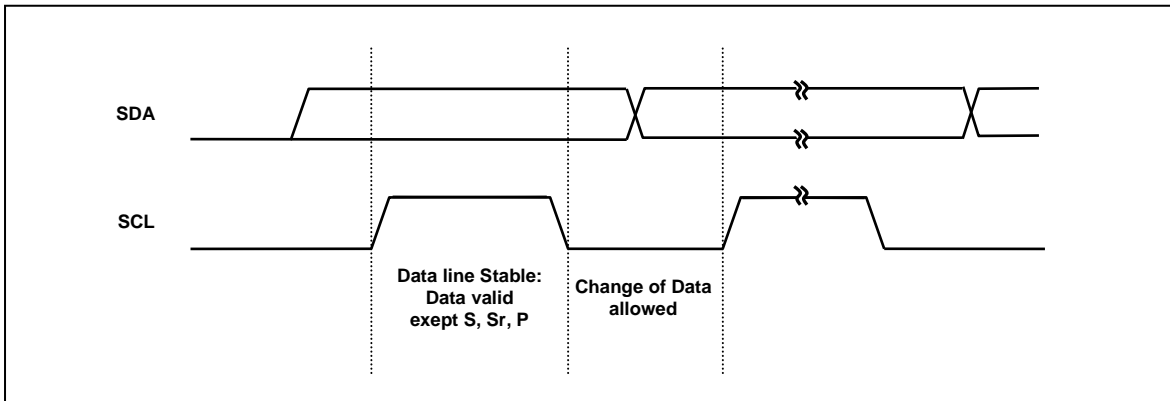 SDA
SCL
Data line Stable:
Data valid
exept S, Sr, P
Change of Data
allowed